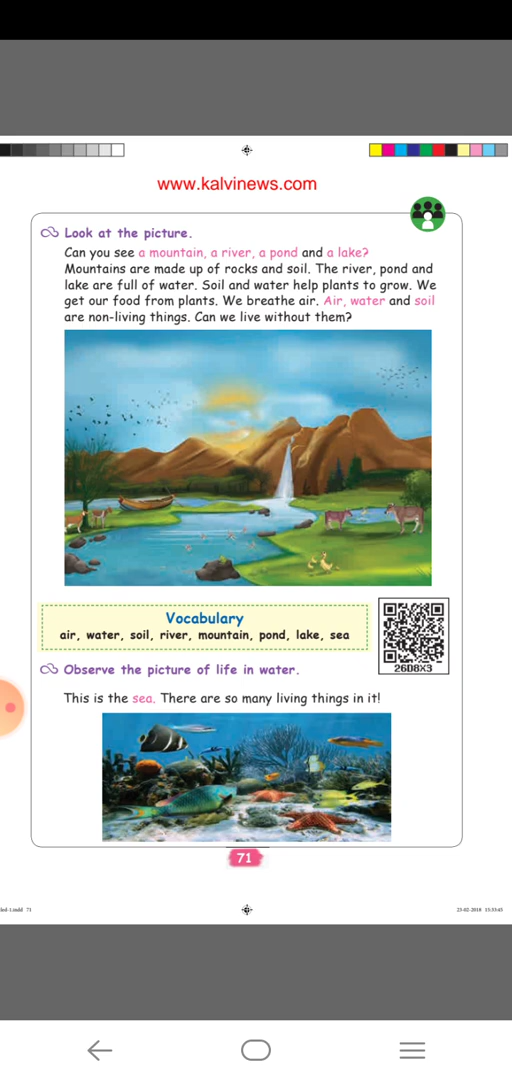 www.kalvinews.com
Look at the picture.
Can you see a mountain, a river, a pond and a lake?
Mountains are made up of rocks and soil. The river, pond and
lake are full of water. Soil and water help plants to grow. We
get our food from plants. We breathe air. Air, water and soil
are non-living things. Can we live without them?
Vocabulary
air, water, soil, river, mountain, pond, lake, sea
26D8X3
Observe the picture of life in water.
This is the sea. There are so many living things in it!
71